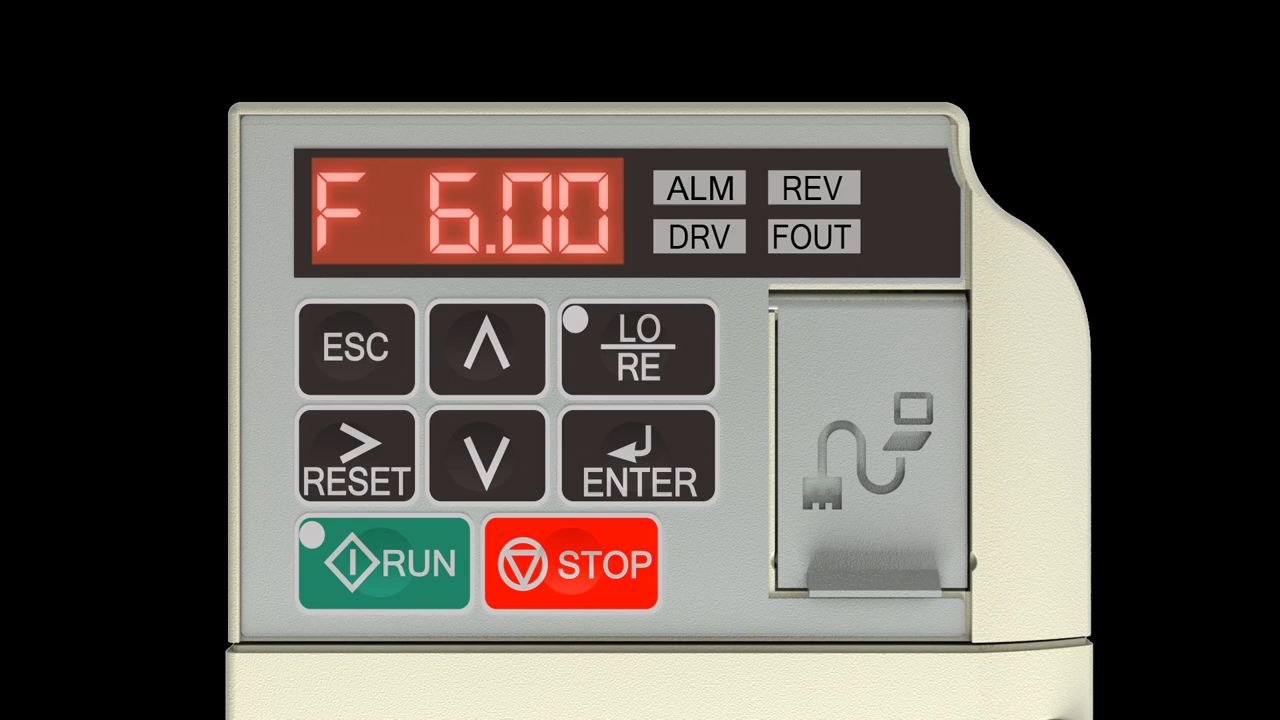 F 6.00
ALM REV
DRV FOUT
ESC
LO
RE
RESET
ENTER
RUN
STOP